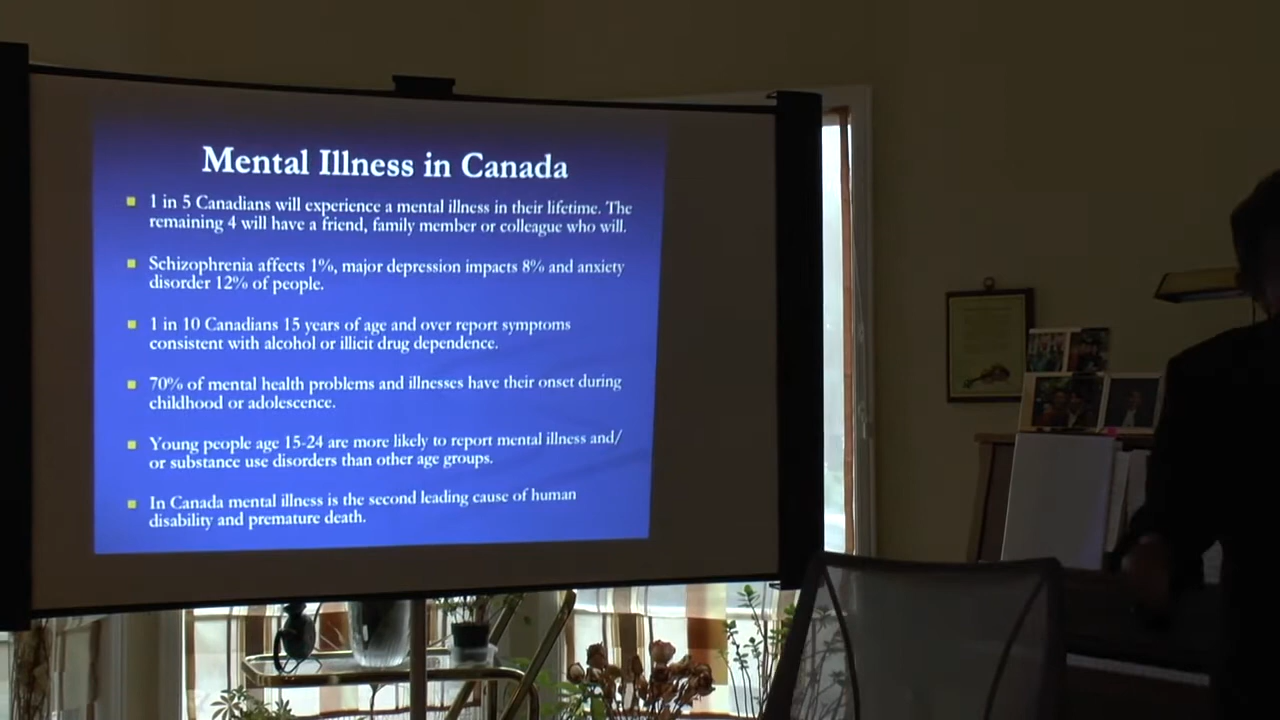 Mental Illness in Canada
1 in 5 Canadians will experience a mental illness in their lifetime. The
remaining 4 will have a friend, family member or colleague who will.
Schizophrenia affects 1%, major depression impacts 8% and anxiety
disorder 12% of people.
1 in 10 Canadians 15 years of age and over report symptoms
consistent with alcohol or illicit drug dependence.
70% of mental health problems and illnesses have their onset during
childhood or adolescence.
Young people age 15-24 are more likely to report mental illness and/
or substance use disorders than other age groups.
In Canada mental illness is the second leading cause of human
disability and premature death.